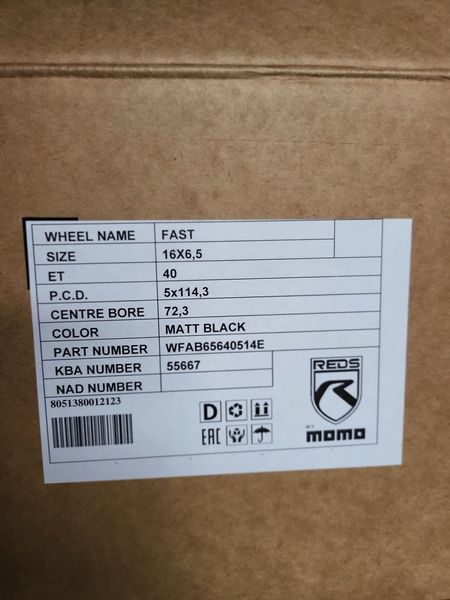 WHEEL NAME FAST
SIZE 16X6,5
ET 40
P.C.D. 5x114,3
CENTRE BORE 72,3
COLOR MATT BLACK
PART NUMBER WFAB65640514E
KBA NUMBER 55667
NAD NUMBER
8051380012123
D
EAC
REDS
R
BY
momo